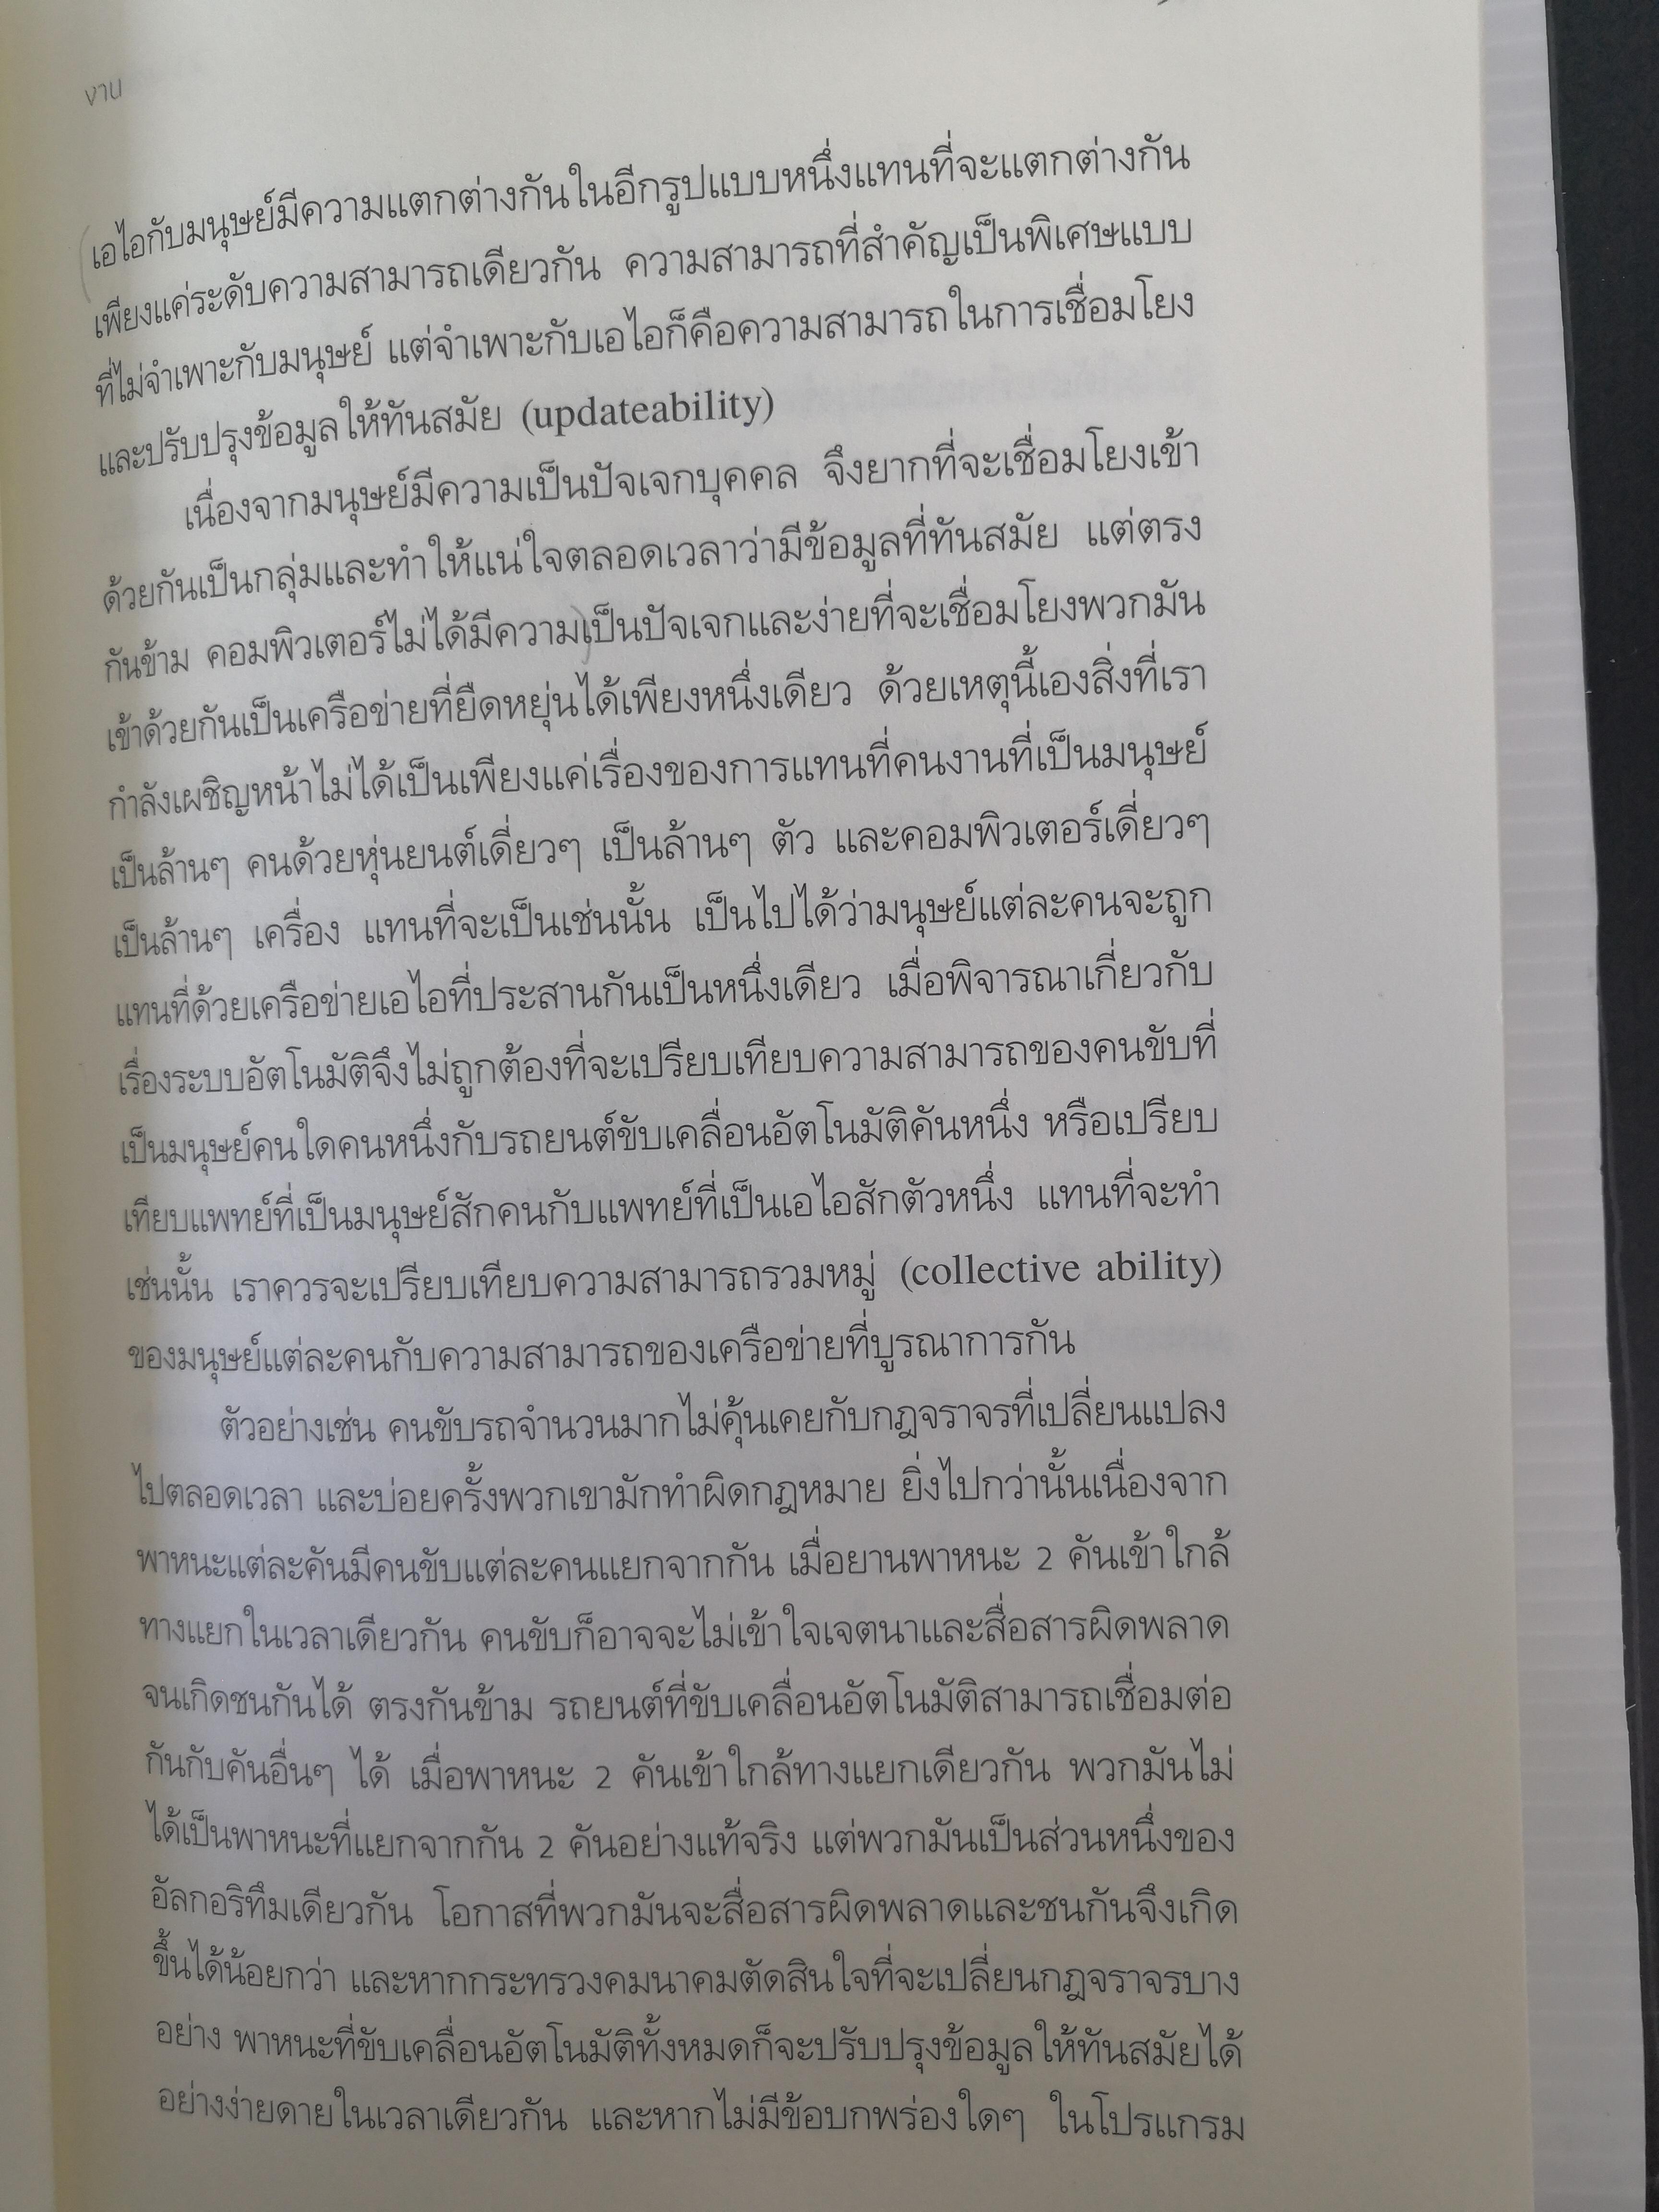 งาน
เอไอกับมนุษย์มีความแตกต่างกันในอีกรูปแบบหนึ่งแทนที่จะแตกต่างกัน
เพียงแค่ระดับความสามารถเดียวกัน ความสามารถที่สำคัญเป็นพิเศษแบบ
ที่ไม่จำเพาะกับมนุษย์ แต่จำเพาะกับเอไอก็คือความสามารถในการเชื่อมโยง
และปรับปรุงข้อมูลให้ทันสมัย (updateability)
เนื่องจากมนุษย์มีความเป็นปัจเจกบุคคล จึงยากที่จะเชื่อมโยงเข้า
ด้วยกันเป็นกลุ่มและทำให้แน่ใจตลอดเวลาว่ามีข้อมูลที่ทันสมัย แต่ตรง
กันข้าม คอมพิวเตอร์ไม่ได้มีความเป็นปัจเจกและง่ายที่จะเชื่อมโยงพวกมัน
เข้าด้วยกันเป็นเครือข่ายที่ยืดหยุ่นได้เพียงหนึ่งเดียว ด้วยเหตุนี้เองสิ่งที่เรา
กำลังเผชิญหน้าไม่ได้เป็นเพียงแค่เรื่องของการแทนที่คนงานที่เป็นมนุษย์
เป็นล้านๆ คนด้วยหุ่นยนต์เดี่ยวๆ เป็นล้านๆ ตัว และคอมพิวเตอร์เดี่ยวๆ
เป็นล้านๆ เครื่อง แทนที่จะเป็นเช่นนั้น เป็นไปได้ว่ามนุษย์แต่ละคนจะถูก
แทนที่ด้วยเครือข่ายเอไอที่ประสานกันเป็นหนึ่งเดียว เมื่อพิจารณาเกี่ยวกับ
เรื่องระบบอัตโนมัติจึงไม่ถูกต้องที่จะเปรียบเทียบความสามารถของคนขับที่
เป็นมนุษย์คนใดคนหนึ่งกับรถยนต์ขับเคลื่อนอัตโนมัติคันหนึ่ง หรือเปรียบ
เทียบแพทย์ที่เป็นมนุษย์สักคนกับแพทย์ที่เป็นเอไอสักตัวหนึ่ง แทนที่จะทำ
เช่นนั้น เราควรจะเปรียบเทียบความสามารถรวมหมู่ (collective ability)
ของมนุษย์แต่ละคนกับความสามารถของเครือข่ายที่บูรณาการกัน
ตัวอย่างเช่น คนขับรถจำนวนมากไม่คุ้นเคยกับกฎจราจรที่เปลี่ยนแปลง
ไปตลอดเวลา และบ่อยครั้งพวกเขามักทำผิดกฎหมาย ยิ่งไปกว่านั้นเนื่องจาก
พาหนะแต่ละคันมีคนขับแต่ละคนแยกจากกัน เมื่อยานพาหนะ 2 คันเข้าใกล้
ทางแยกในเวลาเดียวกัน คนขับก็อาจจะไม่เข้าใจเจตนาและสื่อสารผิดพลาด
จนเกิดชนกันได้ ตรงกันข้าม รถยนต์ที่ขับเคลื่อนอัตโนมัติสามารถเชื่อมต่อ
กันกับคันอื่นๆ ได้ เมื่อพาหนะ 2 คันเข้าใกล้ทางแยกเดียวกัน พวกมันไม่
ได้เป็นพาหนะที่แยกจากกัน 2 คันอย่างแท้จริง แต่พวกมันเป็นส่วนหนึ่งของ
อัลกอริทึมเดียวกัน โอกาสที่พวกมันจะสื่อสารผิดพลาดและชนกันจึงเกิด
ขึ้นได้น้อยกว่า และหากกระทรวงคมนาคมตัดสินใจที่จะเปลี่ยนกฎจราจรบาง
อย่าง พาหนะที่ขับเคลื่อนอัตโนมัติทั้งหมดก็จะปรับปรุงข้อมูลให้ทันสมัยได้
อย่างง่ายดายในเวลาเดียวกัน และหากไม่มีข้อบกพร่องใดๆ ในโปรแกรม